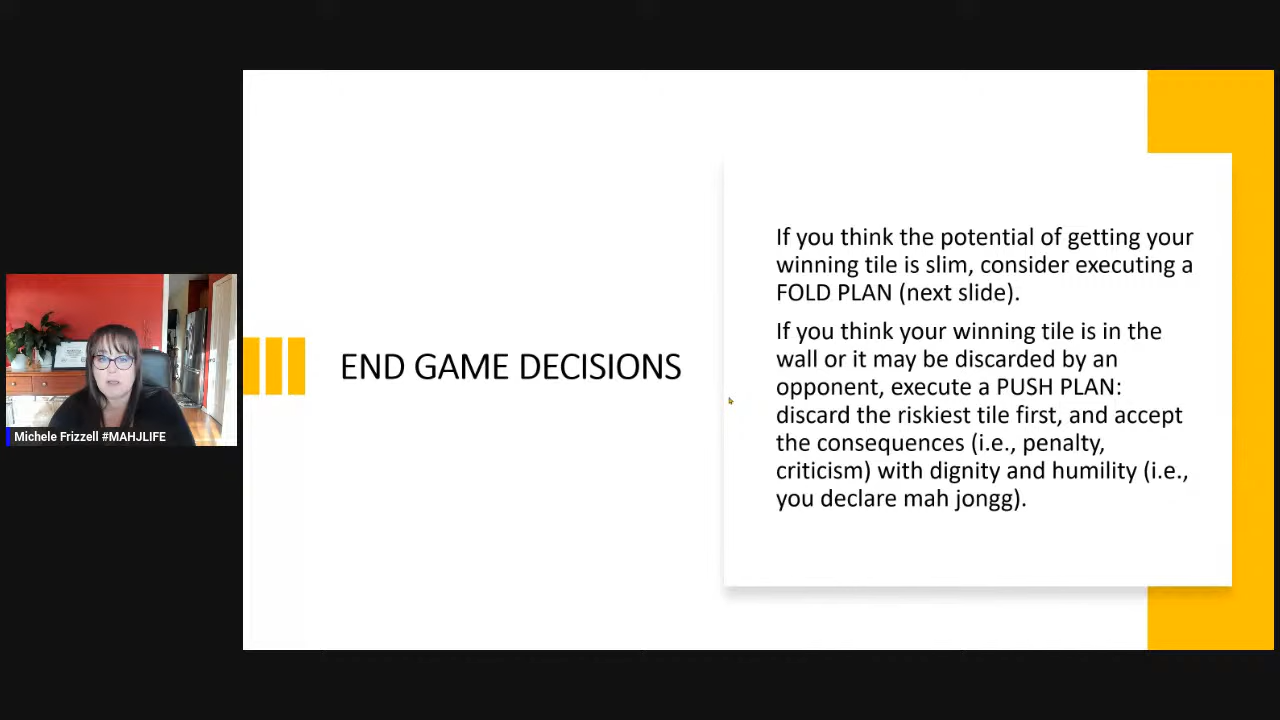 END GAME DECISIONS
If you think the potential of getting your
winning tile is slim, consider executing a
FOLD PLAN (next slide).
If you think your winning tile is in the
wall or it may be discarded by an
opponent, execute a PUSH PLAN:
discard the riskiest tile first, and accept
the consequences (i.e., penalty,
criticism) with dignity and humility (i.e.,
you declare mah jongg).
Michele Frizzell #MAHJLIFE